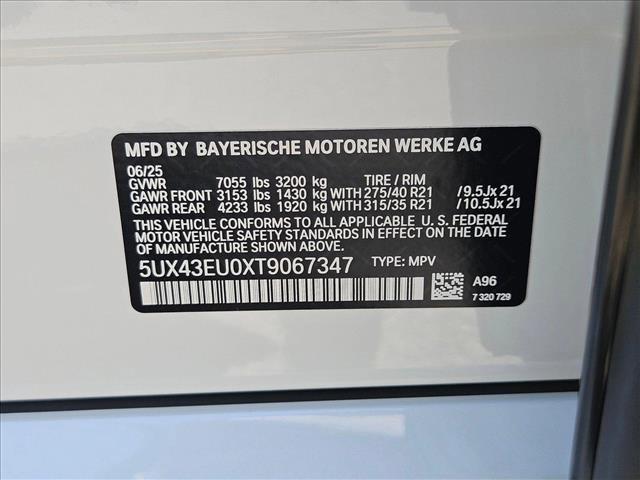 MFD BY BAYERISCHE MOTOREN WERKE AG
06/25
GVWR 7055 lbs 3200 kg TIRE / RIM
GAWR FRONT 3153 lbs 1430 kg WITH 275/40 R21 /9.5Jx21
GAWR REAR 4233 lbs 1920 kg WITH 315/35 R21 /10.5Jx21
THIS VEHICLE CONFORMS TO ALL APPLICABLE U. S. FEDERAL
MOTOR VEHICLE SAFETY STANDARDS IN EFFECT ON THE DATE
OF MANUFACTURE SHOWN ABOVE.
5UX43EU0XT9067347 TYPE: MPV
A96
7 320 729